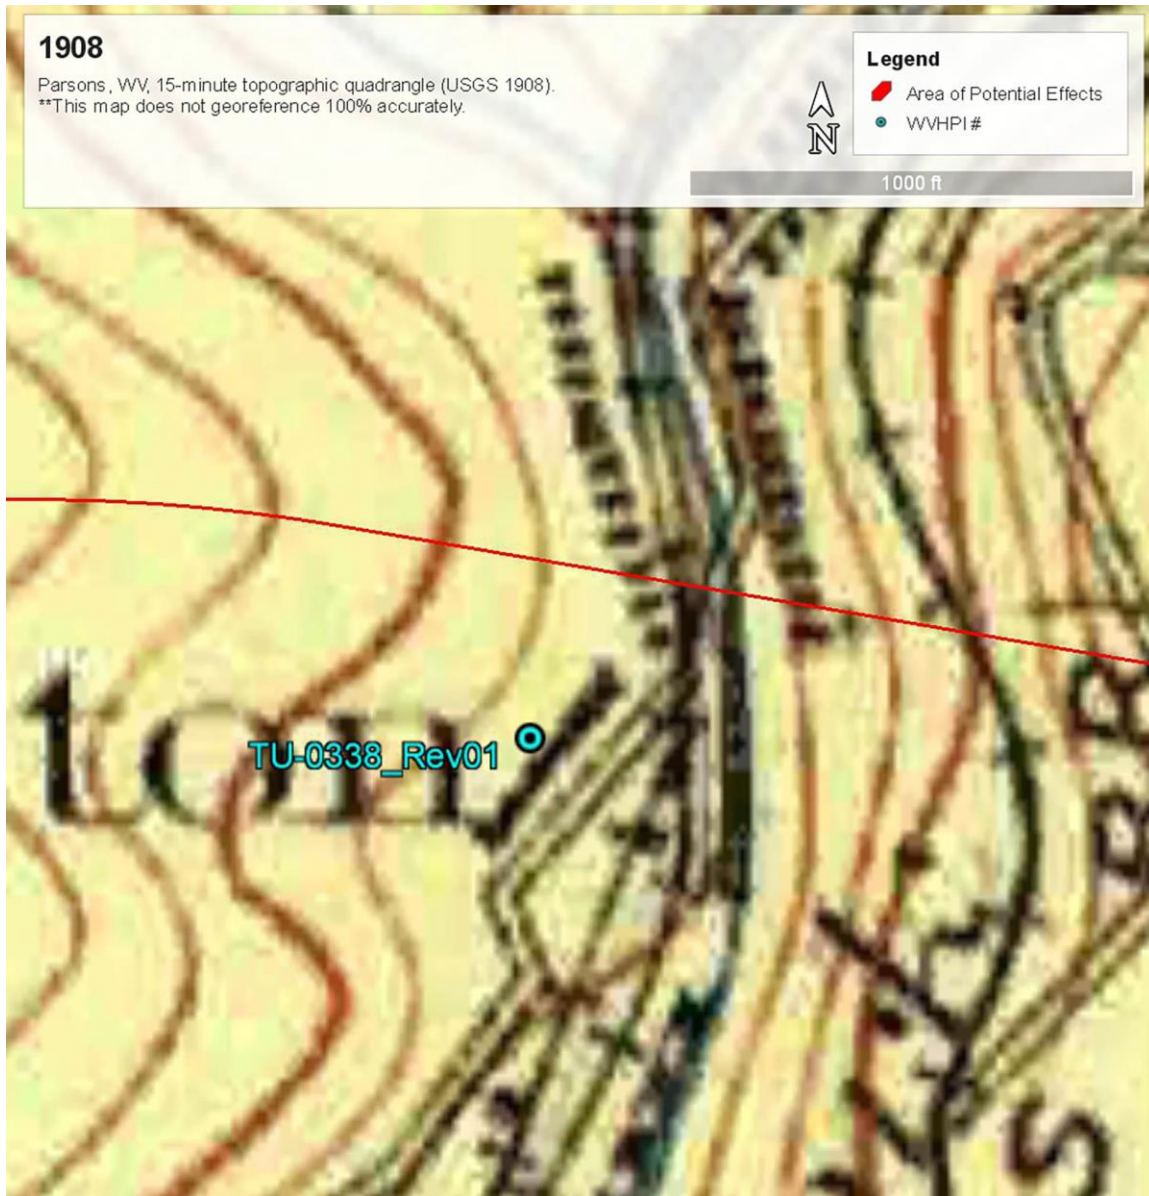 1908
Parsons, WV, 15-minute topographic quadrangle (USGS 1908).
**This map does not georeference 100% accurately.
Legend
Area of Potential Effects
WVHPI #
N
1000 ft
ton
TU-0338_Rev01
B
B
S